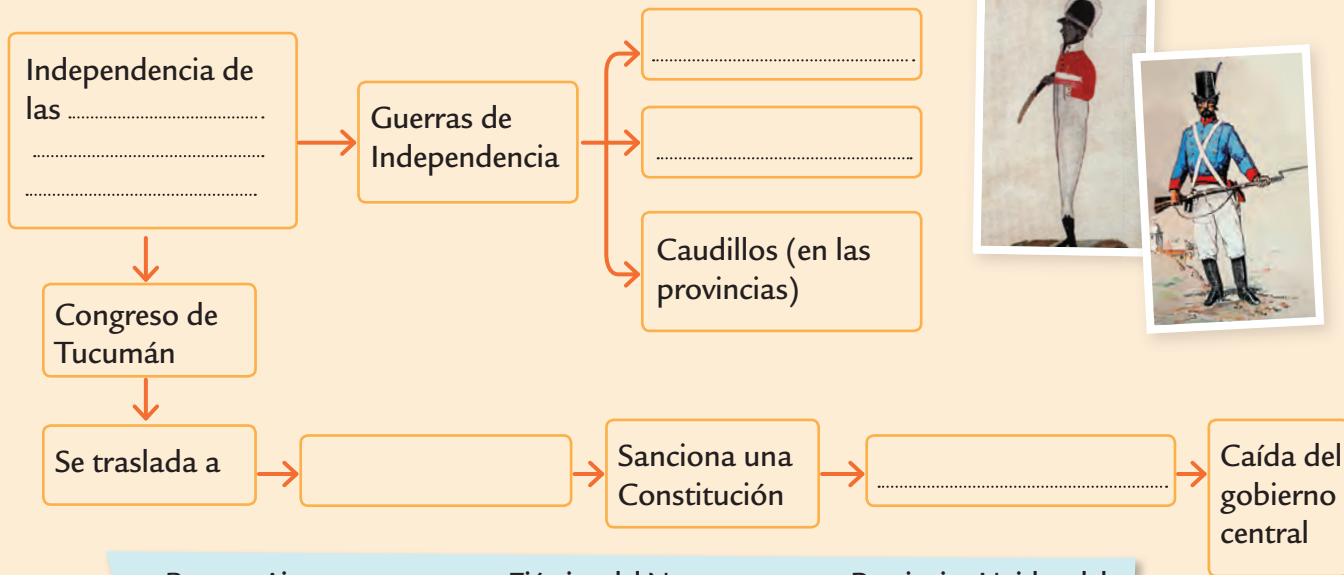 Independencia de
las
Guerras de
Independencia
Caudillos (en las
provincias)
Congreso de
Tucumán
Se traslada a
Sanciona una
Constitución
Caída del
gobierno
central